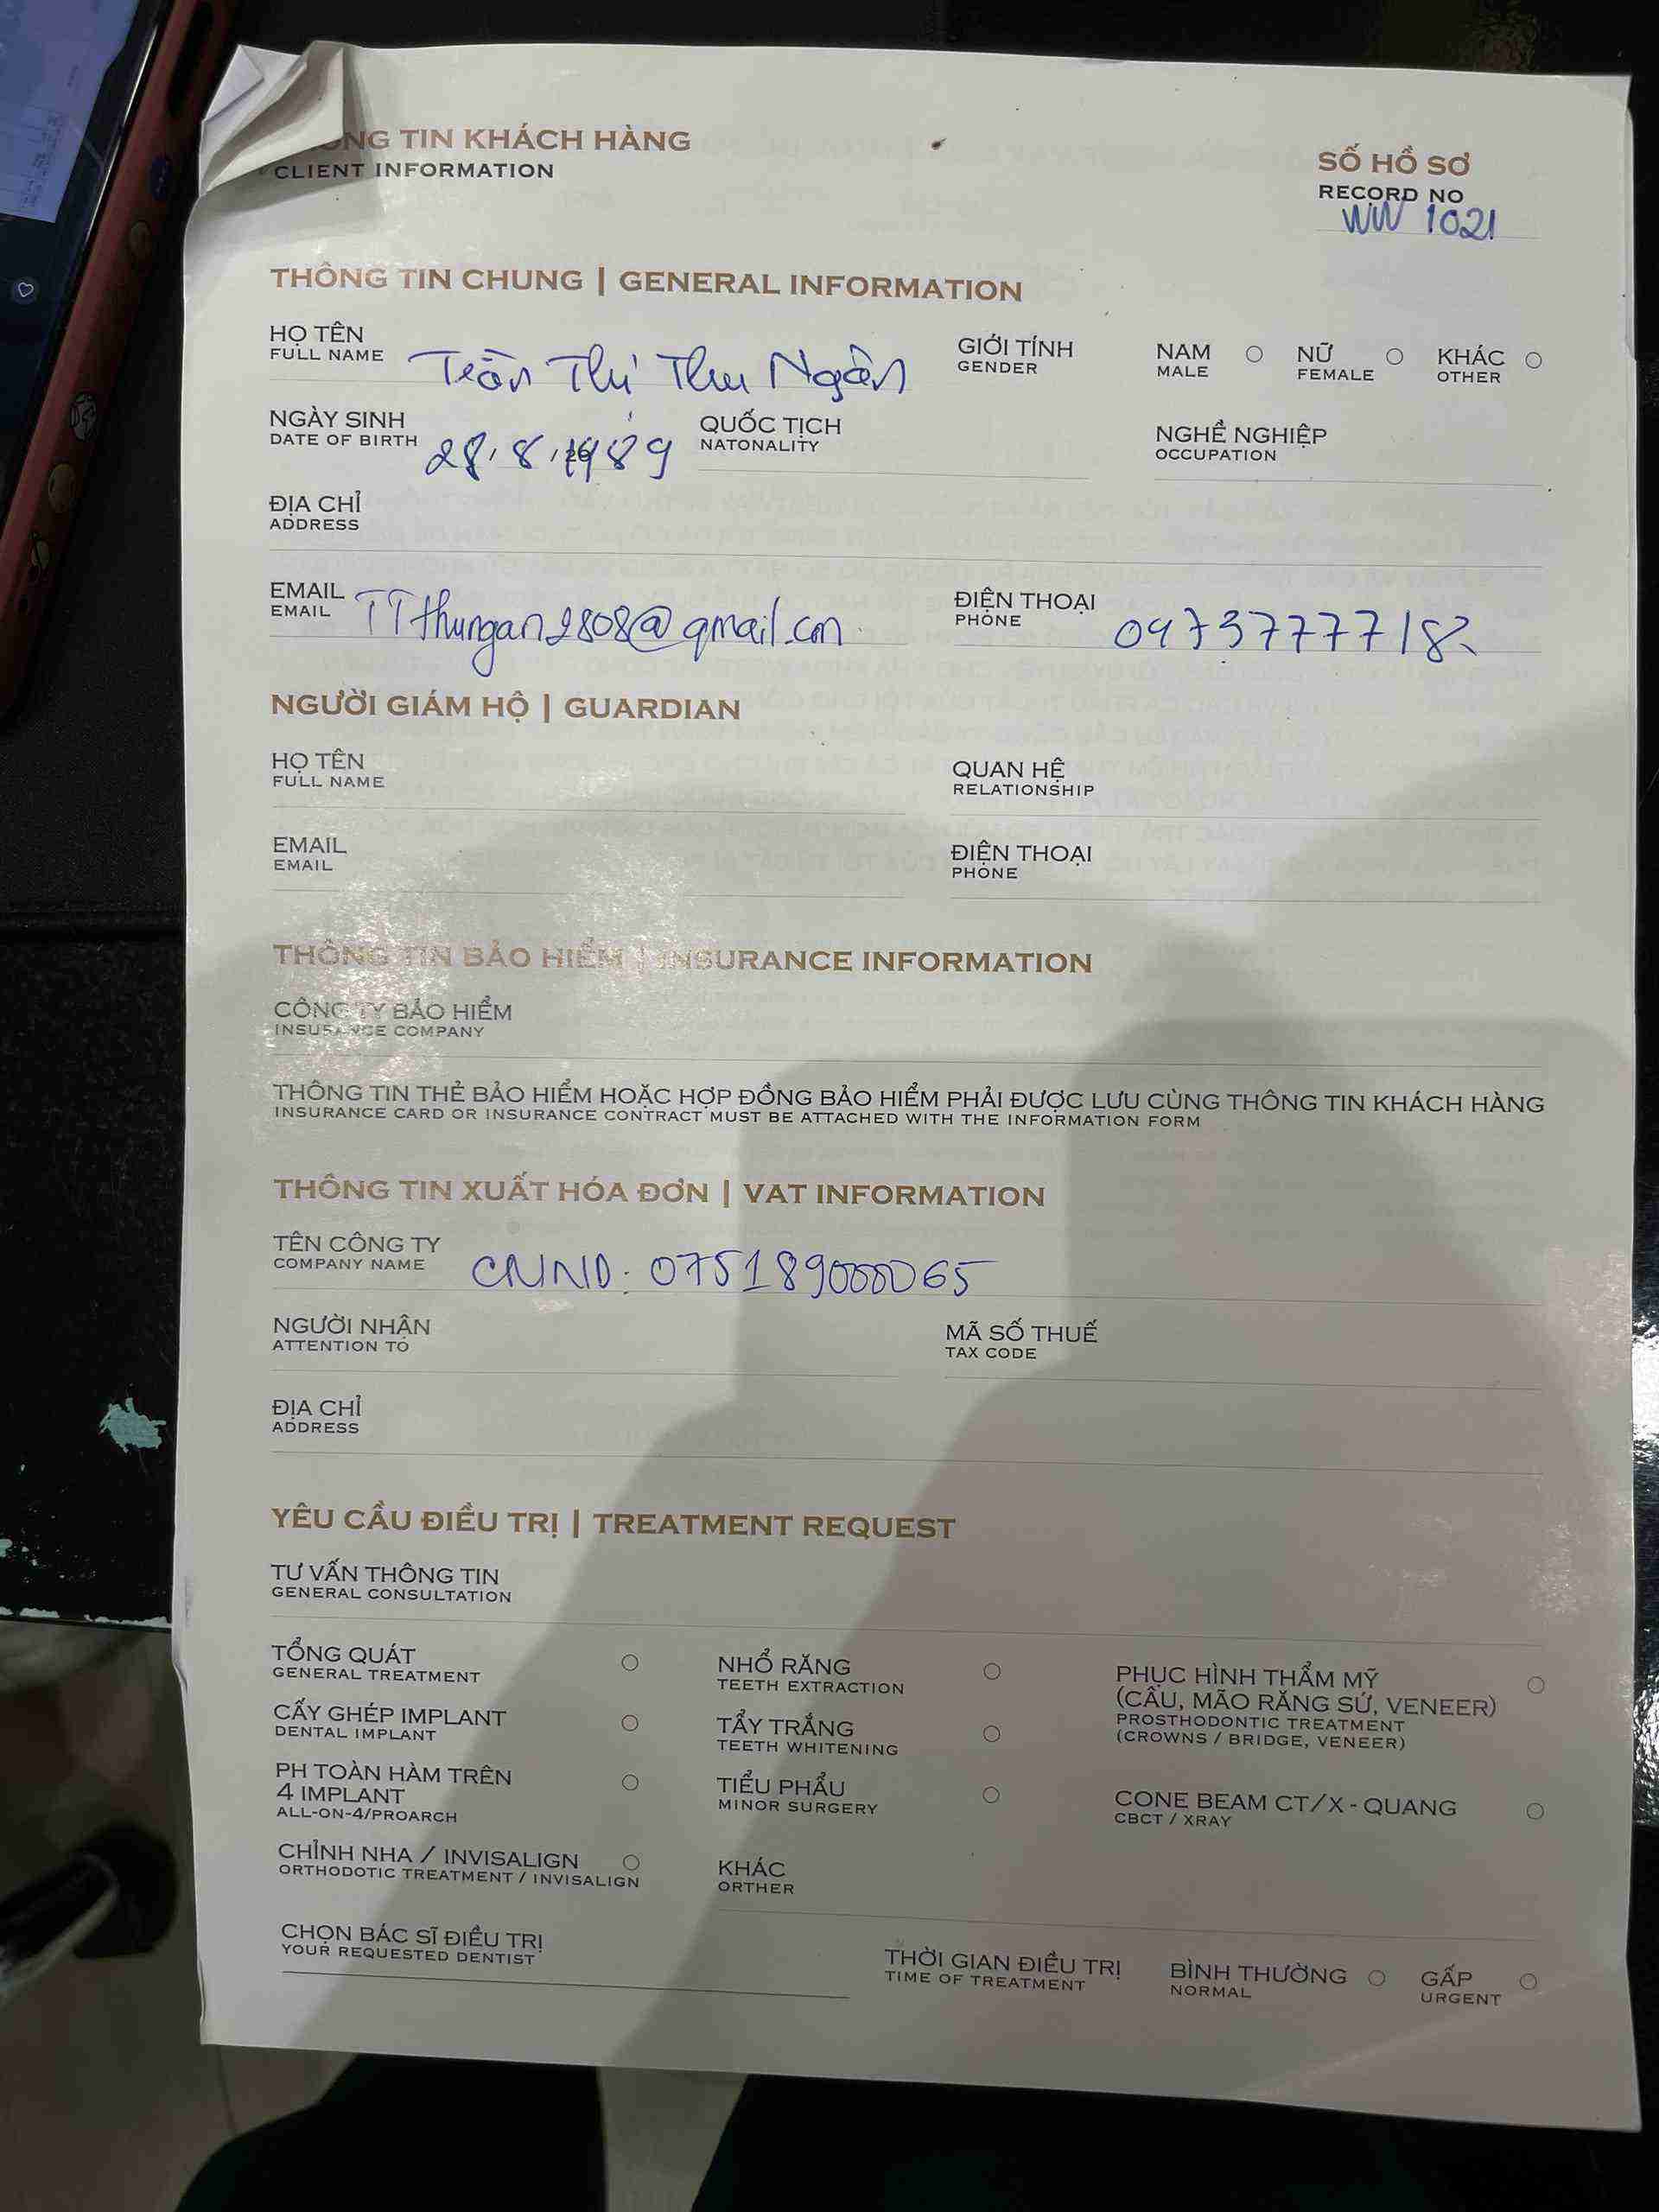 NG TIN KHÁCH HÀNG
CLIENT INFORMATION
SỐ HỒ SƠ
RECORD NO
WW 1021
THÔNG TIN CHUNG | GENERAL INFORMATION
HỌ TÊN
FULL NAME
Trần Thị Thu Ngân
GIỚI TÍNH
GENDER
NAM
MALE
NỮ
FEMALE
KHÁC
OTHER
NGÀY SINH
DATE OF BIRTH
28.8.1989
QUỐC TỊCH
NATONALITY
NGHỀ NGHIỆP
OCCUPATION
ĐỊA CHỈ
ADDRESS
EMAIL
EMAIL
TTthungan2808@gmail.com
ĐIỆN THOẠI
PHONE
NGƯỜI GIÁM HỘ | GUARDIAN
HỌ TÊN
FULL NAME
QUAN HỆ
RELATIONSHIP
EMAIL
EMAIL
ĐIỆN THOẠI
PHONE
THÔNG TIN BẢO HIỂM | INSURANCE INFORMATION
CÔNG TY BẢO HIỂM
INSURANCE COMPANY
THÔNG TIN THẺ BẢO HIỂM HOẶC HỢP ĐỒNG BẢO HIỂM PHẢI ĐƯỢC LƯU CÙNG THÔNG TIN KHÁCH HÀNG
INSURANCE CARD OR INSURANCE CONTRACT MUST BE ATTACHED WITH THE INFORMATION FORM
THÔNG TIN XUẤT HÓA ĐƠN | VAT INFORMATION
TÊN CÔNG TY
COMPANY NAME
CMND: 075189000065
NGƯỜI NHẬN
ATTENTION TO
MÃ SỐ THUẾ
TAX CODE
ĐỊA CHỈ
ADDRESS
YÊU CẦU ĐIỀU TRỊ | TREATMENT REQUEST
TƯ VẤN THÔNG TIN
GENERAL CONSULTATION
TỔNG QUÁT
GENERAL TREATMENT
NHỔ RĂNG
TEETH EXTRACTION
PHỤC HÌNH THẨM MỸ
(CẦU, MÃO RĂNG SỨ, VENEER)
PROSTHODONTIC TREATMENT
(CROWNS / BRIDGE, VENEER)
CẤY GHÉP IMPLANT
DENTAL IMPLANT
TẨY TRẮNG
TEETH WHITENING
PH TOÀN HÀM TRÊN
4 IMPLANT
ALL-ON-4/PROARCH
TIỂU PHẨU
MINOR SURGERY
CONE BEAM CT/X - QUANG
CBCT / XRAY
CHỈNH NHA / INVISALIGN
ORTHODOTIC TREATMENT / INVISALIGN
KHÁC
ORTHER
CHỌN BÁC SĨ ĐIỀU TRỊ
YOUR REQUESTED DENTIST
THỜI GIAN ĐIỀU TRỊ
TIME OF TREATMENT
BÌNH THƯỜNG
NORMAL
GẤP
URGENT